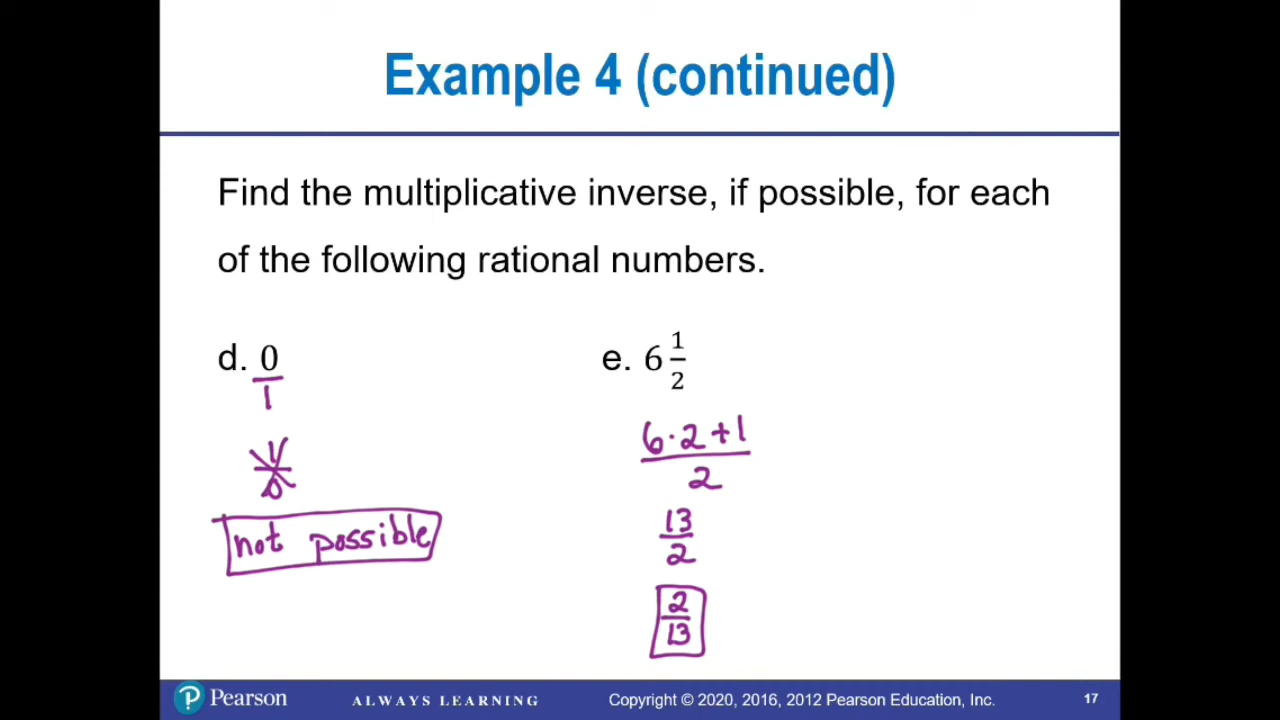 Example 4 (continued)
Find the multiplicative inverse, if possible, for each
of the following rational numbers.
d. 0
1
1
0
not possible
e. 6 1/2
6·2+1
2
13
2
2
13
Pearson
ALWAYS LEARNING
Copyright © 2020, 2016, 2012 Pearson Education, Inc.
17